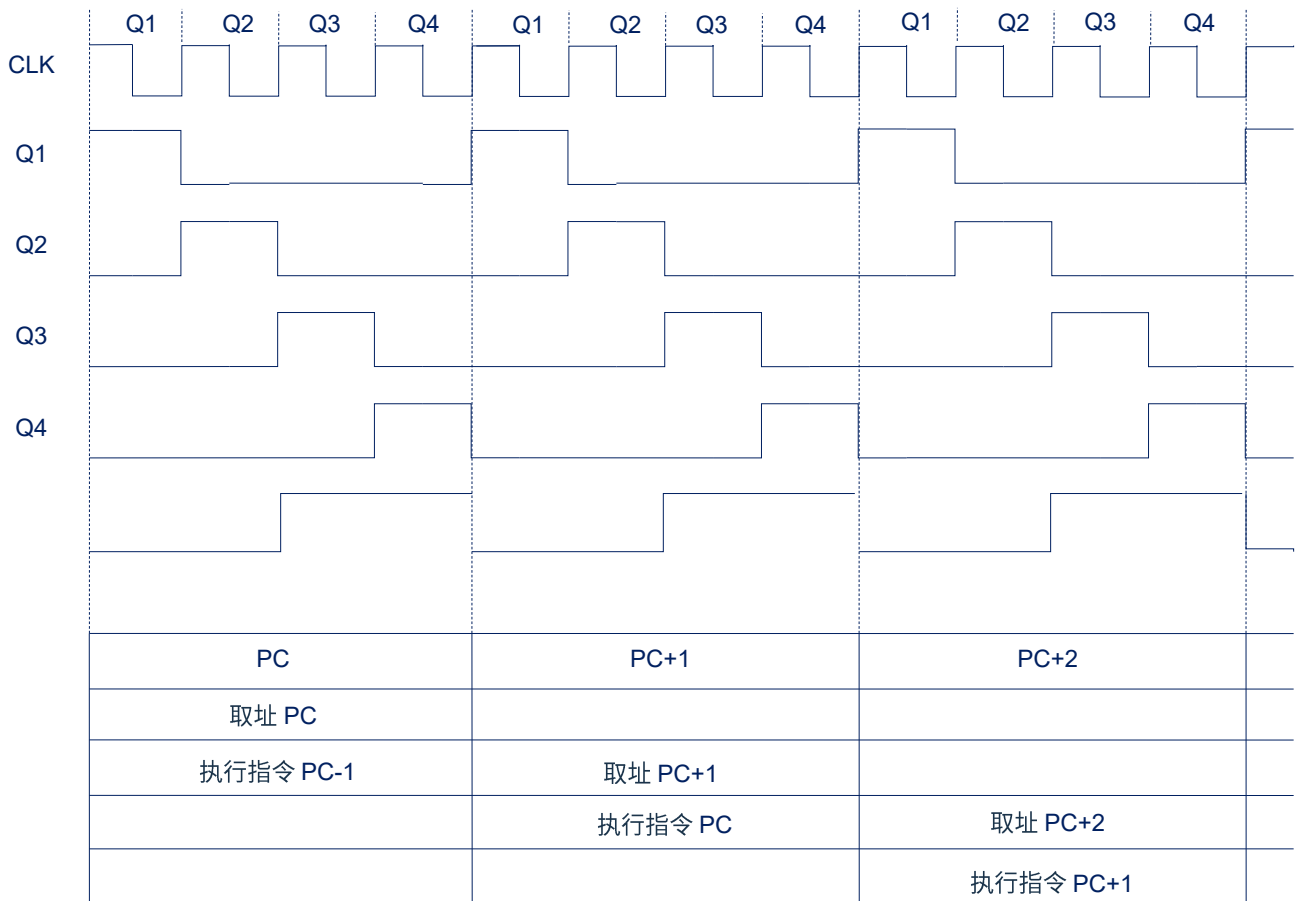 Q1 Q2 Q3 Q4 Q1 Q2 Q3 Q4 Q1 Q2 Q3 Q4
CLK
Q1
Q2
Q3
Q4
PC PC+1 PC+2
取址 PC
执行指令 PC-1 取址 PC+1
执行指令 PC 取址 PC+2
执行指令 PC+1